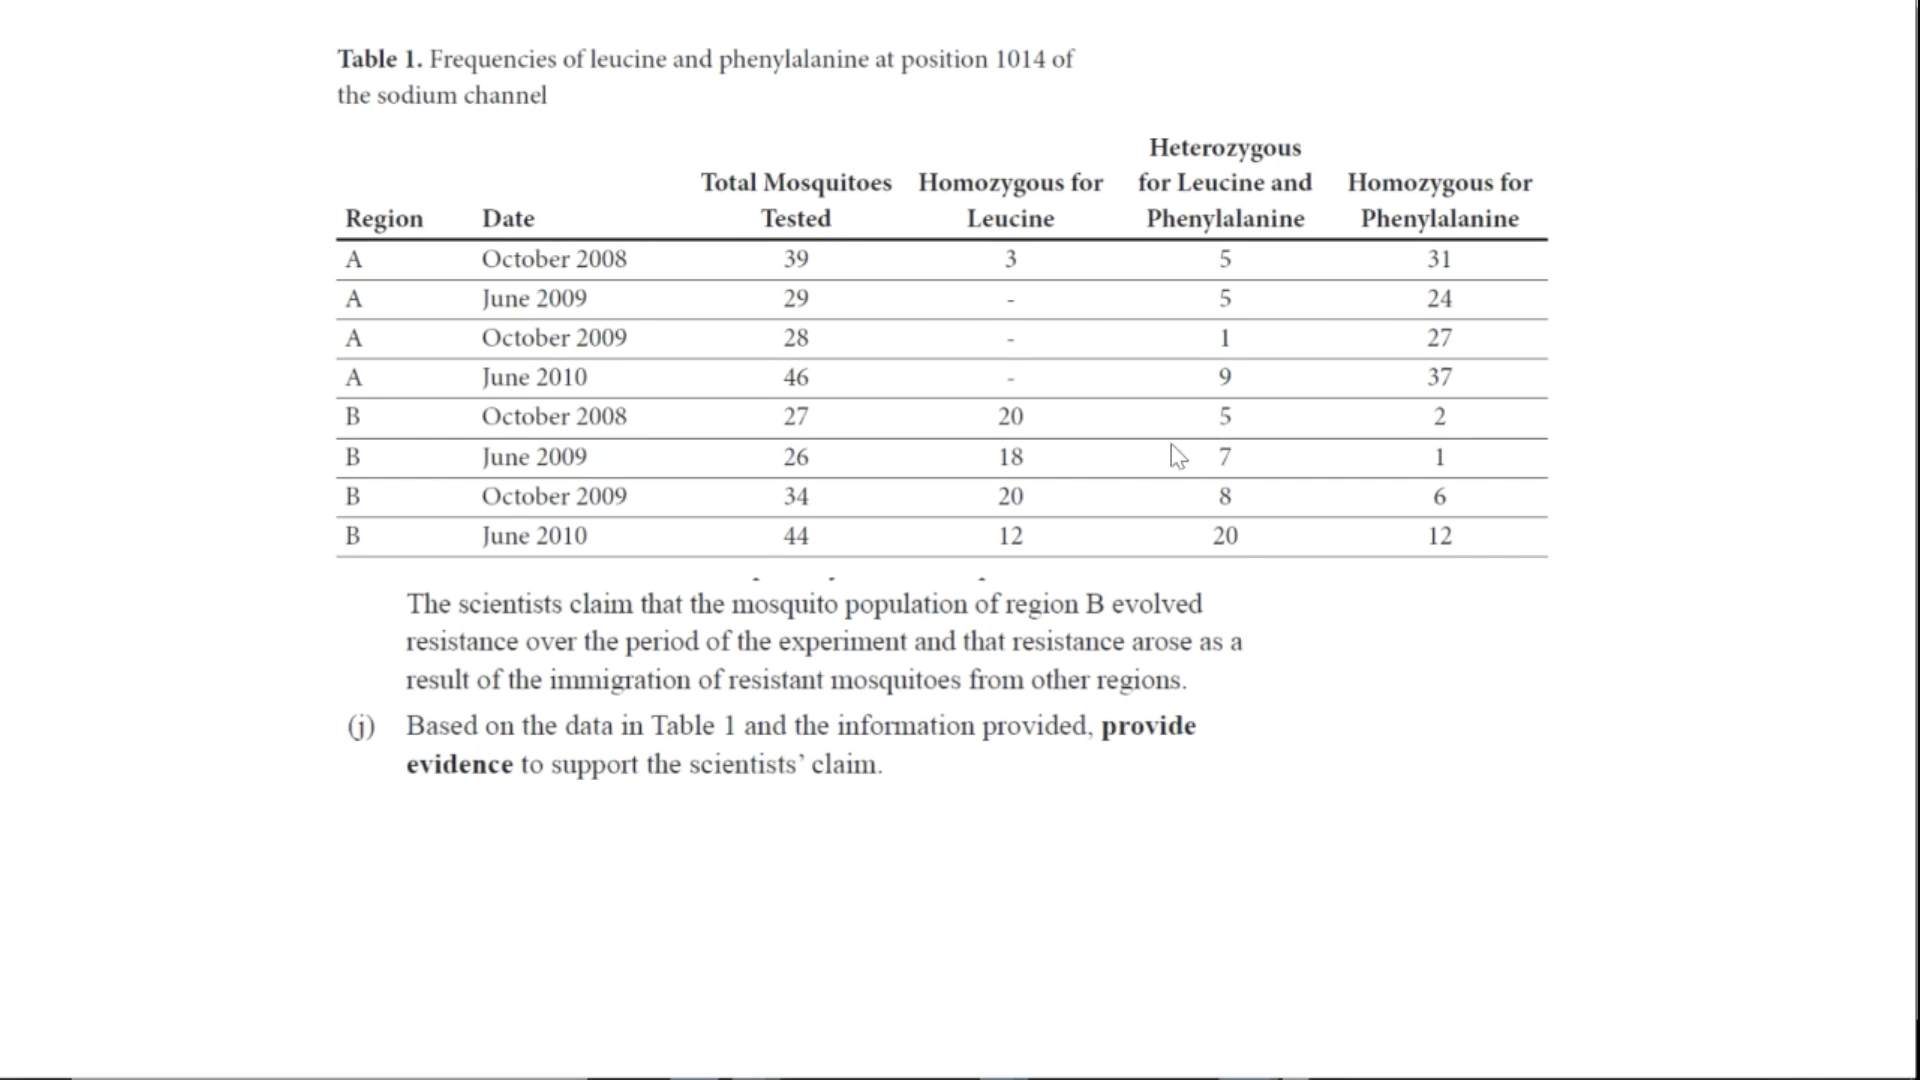 Table 1. Frequencies of leucine and phenylalanine at position 1014 of
the sodium channel
Heterozygous
Total Mosquitoes Homozygous for for Leucine and Homozygous for
Region Date Tested Leucine Phenylalanine Phenylalanine
A October 2008 39 3 5 31
A June 2009 29 - 5 24
A October 2009 28 - 1 27
A June 2010 46 - 9 37
B October 2008 27 20 5 2
B June 2009 26 18 7 1
B October 2009 34 20 8 6
B June 2010 44 12 20 12
The scientists claim that the mosquito population of region B evolved
resistance over the period of the experiment and that resistance arose as a
result of the immigration of resistant mosquitoes from other regions.
(j) Based on the data in Table 1 and the information provided, provide
evidence to support the scientists’ claim.